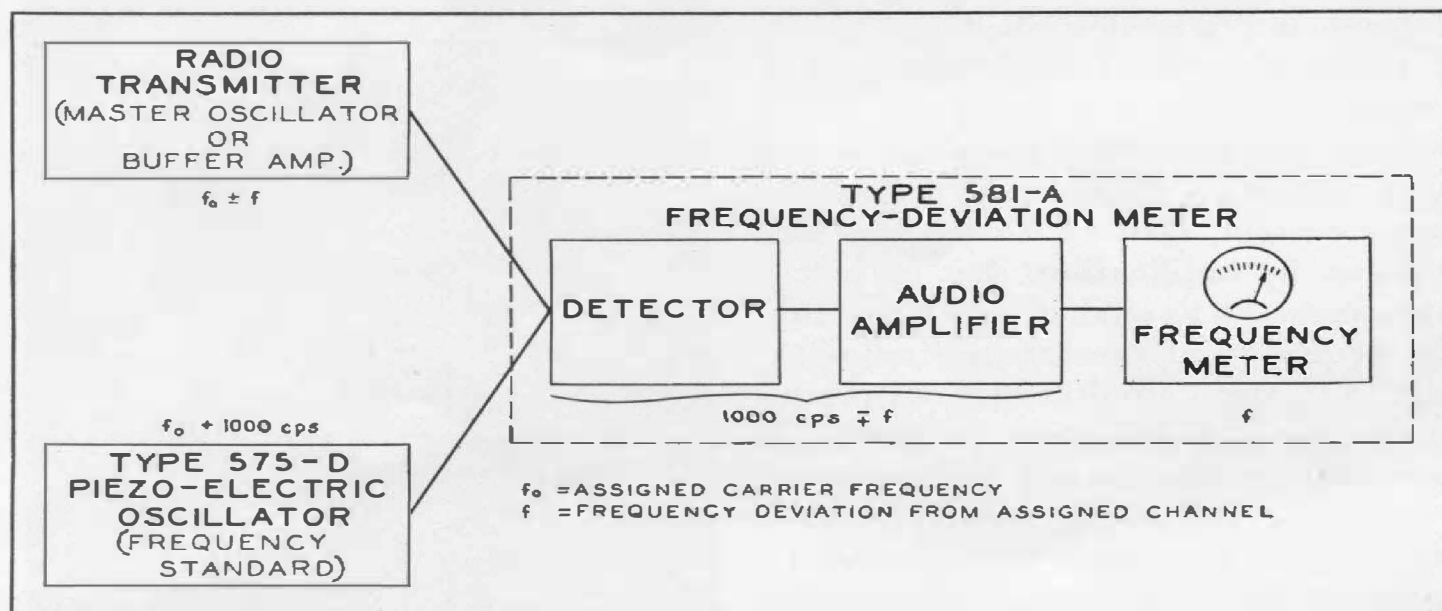 RADIO
TRANSMITTER
(MASTER OSCILLATOR
OR
BUFFER AMP.)
f₀ ± f
f₀ + 1000 cps
TYPE 575-D
PIEZO-ELECTRIC
OSCILLATOR
(FREQUENCY
STANDARD)
TYPE 581-A
FREQUENCY-DEVIATION METER
DETECTOR
AUDIO
AMPLIFIER
FREQUENCY
METER
1000 cps ∓ f
f
f₀ = ASSIGNED CARRIER FREQUENCY
f = FREQUENCY DEVIATION FROM ASSIGNED CHANNEL